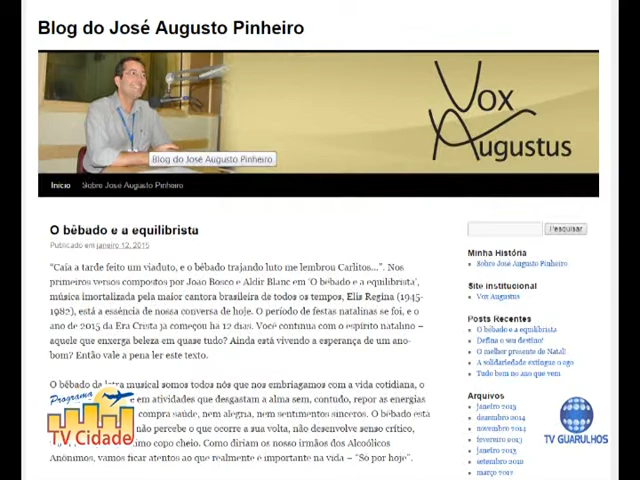 Blog do José Augusto Pinheiro
Vox
Augustus
Blog do José Augusto Pinheiro
Início Sobre José Augusto Pinheiro
O bêbado e a equilibrista
Publicado em janeiro 12, 2015
"Caía a tarde feito um viaduto, e o bêbado trajando luto me lembrou Carlitos...". Nos
primeiros versos compostos por Joao Bosco e Aldir Blanc em 'O bêbado e a equilibrista',
música imortalizada pela maior cantora brasileira de todos os tempos, Elis Regina (1945-
1982), está a essência de nossa conversa de hoje. O período de festas natalinas se foi, e o
ano de 2015 da Era Cristã já começou há 12 dias. Você continua com o espírito natalino –
aquele que enxerga beleza em quase tudo? Ainda está vivendo a esperança de um ano-
bom? Então vale a pena ler este texto.
O bêbado da letra musical somos todos nós que nos embriagamos com a vida cotidiana, o
e em atividades que desgastam a alma sem, contudo, repor as energias
compra saúde, nem alegria, nem sentimentos sinceros. O bêbado está
não percebe o que ocorre a sua volta, não desenvolve senso crítico,
timo copo cheio. Como diriam os nosso irmãos dos Alcoólicos
Anônimos, vamos ficar atentos ao que realmente é importante na vida – "Só por hoje".
Pesquisar
Minha História
Sobre José Augusto Pinheiro
Site Institucional
Vox Augustus
Posts Recentes
O bêbado e a equilibrista
Defina o seu destino!
O melhor presente de Natal!
A solidariedade extingue o ego
Tudo bem no ano que vem
Arquivos
janeiro 2015
dezembro 2014
novembro 2014
fevereiro 2013
janeiro 2013
setembro 2012
março 2012
Programa
TV Cidade
TV GUARULHOS